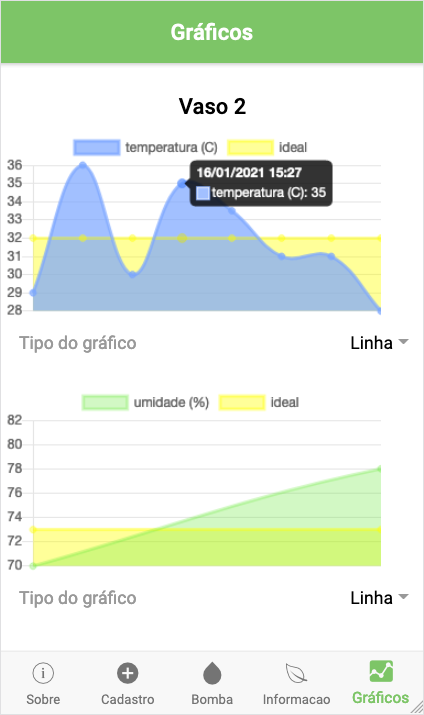 Gráficos
Vaso 2
temperatura (C) ideal
16/01/2021 15:27
temperatura (C): 35
36
35
34
33
32
31
30
29
28
Tipo do gráfico Linha
umidade (%) ideal
82
80
78
76
74
72
70
Tipo do gráfico Linha
Sobre Cadastro Bomba Informacao Gráficos